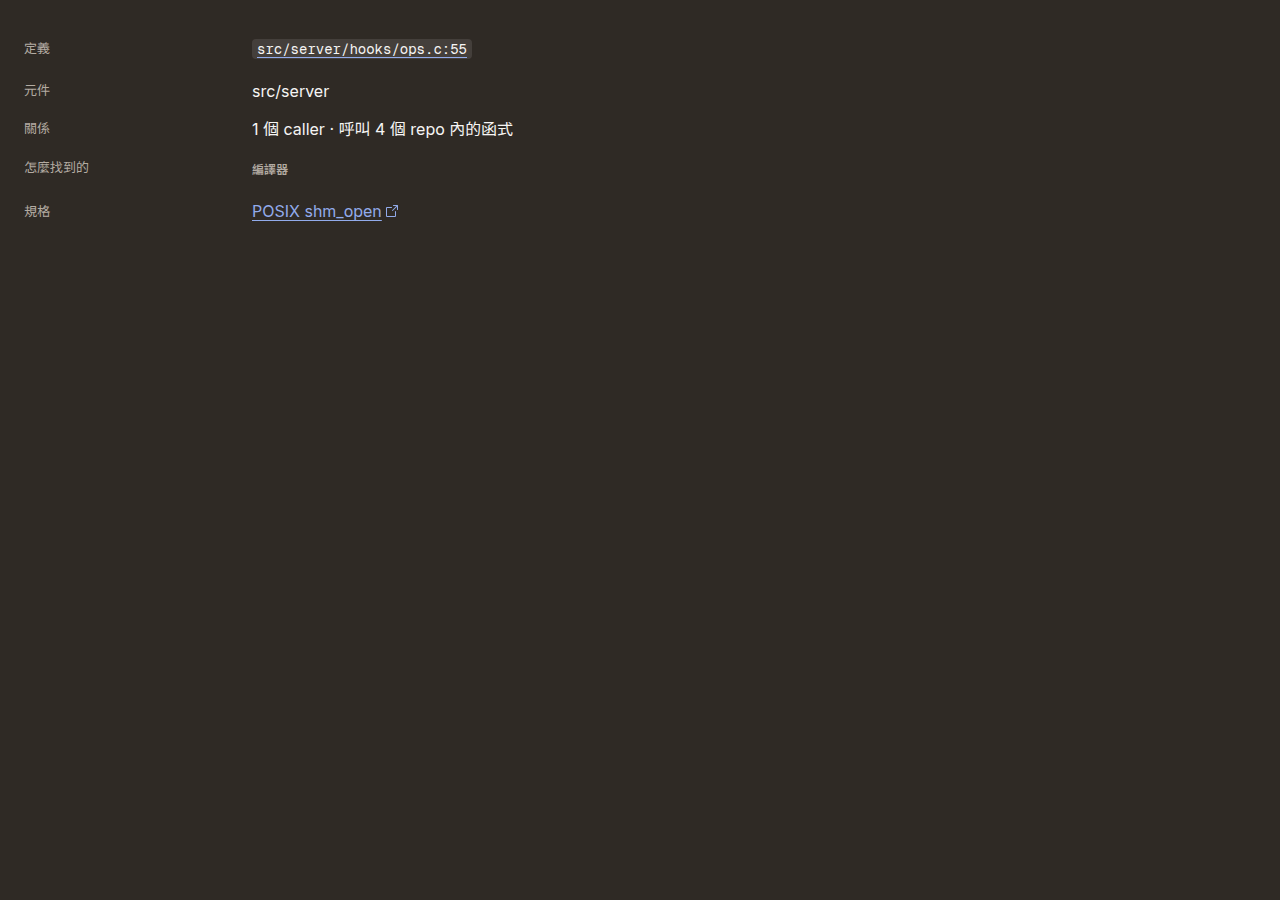 定義 src/server/hooks/ops.c:55
元件 src/server
關係 1 個 caller · 呼叫 4 個 repo 內的函式
怎麼找到的 編譯器
規格 POSIX shm_open